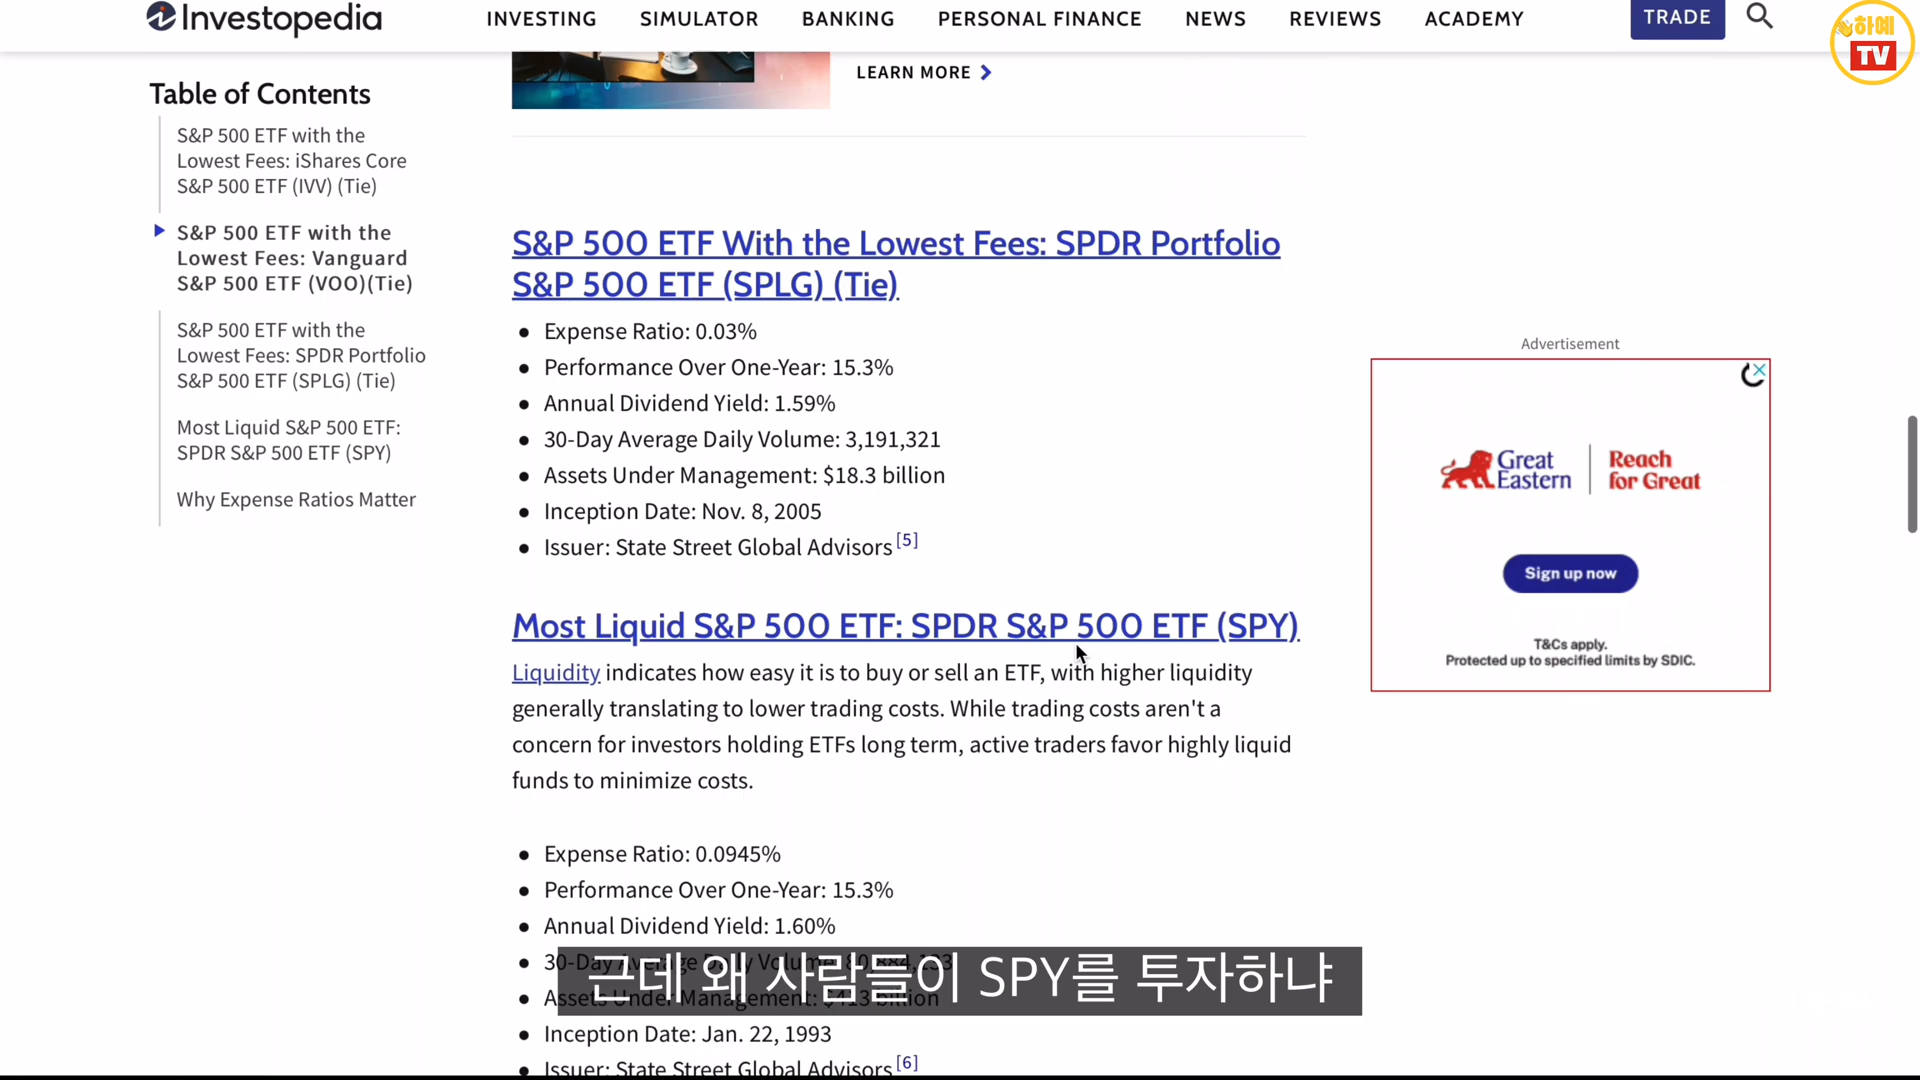 Investopedia
INVESTING
SIMULATOR
BANKING
PERSONAL FINANCE
NEWS
REVIEWS
ACADEMY
TRADE
하예
TV
LEARN MORE
Table of Contents
S&P 500 ETF with the
Lowest Fees: iShares Core
S&P 500 ETF (IVV) (Tie)
S&P 500 ETF with the
Lowest Fees: Vanguard
S&P 500 ETF (VOO)(Tie)
S&P 500 ETF with the
Lowest Fees: SPDR Portfolio
S&P 500 ETF (SPLG) (Tie)
Most Liquid S&P 500 ETF:
SPDR S&P 500 ETF (SPY)
Why Expense Ratios Matter
S&P 500 ETF With the Lowest Fees: SPDR Portfolio
S&P 500 ETF (SPLG) (Tie)
Expense Ratio: 0.03%
Performance Over One-Year: 15.3%
Annual Dividend Yield: 1.59%
30-Day Average Daily Volume: 3,191,321
Assets Under Management: $18.3 billion
Inception Date: Nov. 8, 2005
Issuer: State Street Global Advisors [5]
Most Liquid S&P 500 ETF: SPDR S&P 500 ETF (SPY)
Liquidity indicates how easy it is to buy or sell an ETF, with higher liquidity
generally translating to lower trading costs. While trading costs aren't a
concern for investors holding ETFs long term, active traders favor highly liquid
funds to minimize costs.
Expense Ratio: 0.0945%
Performance Over One-Year: 15.3%
Annual Dividend Yield: 1.60%
30-Day Average Daily Volume:
Assets Under Management: $413 billion
Inception Date: Jan. 22, 1993
Issuer: State Street Global Advisors [6]
근데 왜 사람들이 SPY를 투자하냐
Advertisement
Great
Eastern
Reach
for Great
Sign up now
T&Cs apply.
Protected up to specified limits by SDIC.